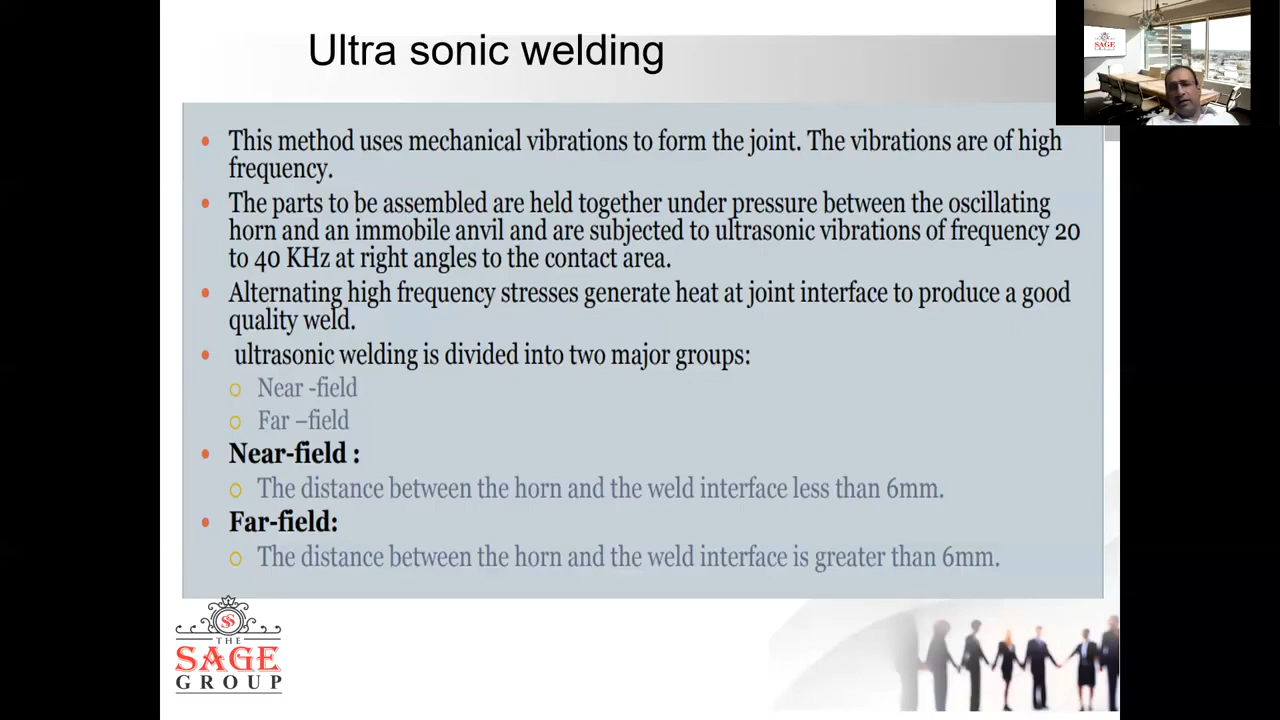 Ultra sonic welding
SAGE
• This method uses mechanical vibrations to form the joint. The vibrations are of high
frequency.
• The parts to be assembled are held together under pressure between the oscillating
horn and an immobile anvil and are subjected to ultrasonic vibrations of frequency 20
to 40 KHz at right angles to the contact area.
• Alternating high frequency stresses generate heat at joint interface to produce a good
quality weld.
• ultrasonic welding is divided into two major groups:
o Near -field
o Far –field
• Near-field :
o The distance between the horn and the weld interface less than 6mm.
• Far-field:
o The distance between the horn and the weld interface is greater than 6mm.
THE
SAGE
GROUP